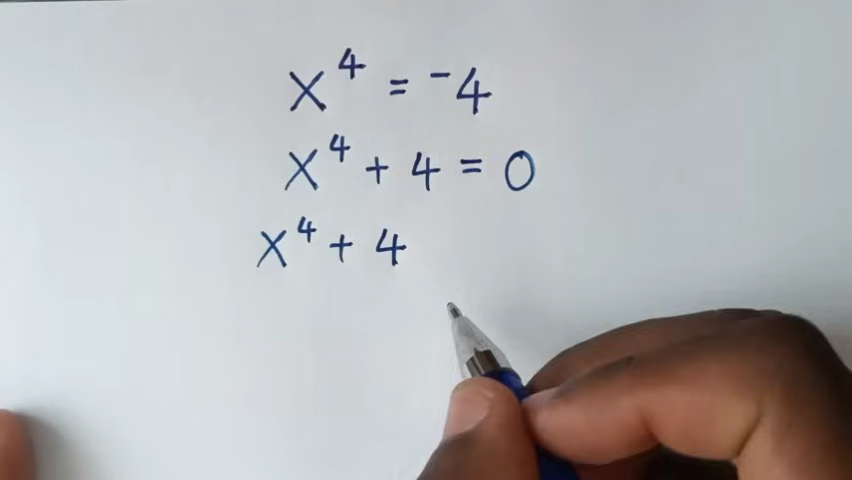 x⁴ = ⁻4
x⁴ + 4 = 0
x⁴ + 4